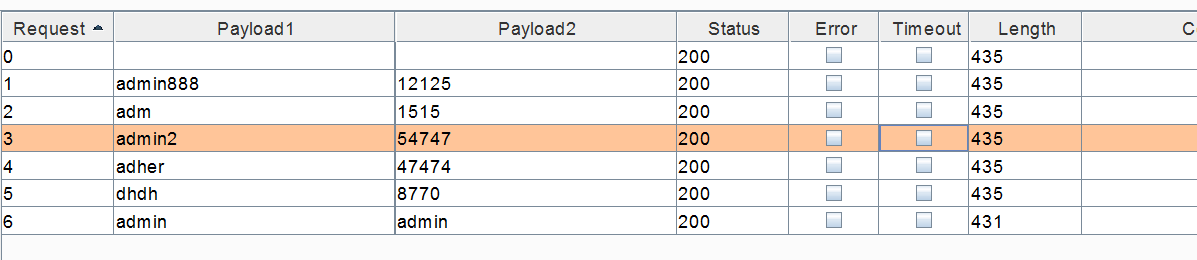 Request Payload1 Payload2 Status Error Timeout Length
0 200 435
1 admin888 12125 200 435
2 adm 1515 200 435
3 admin2 54747 200 435
4 adher 47474 200 435
5 dhdh 8770 200 435
6 admin admin 200 431